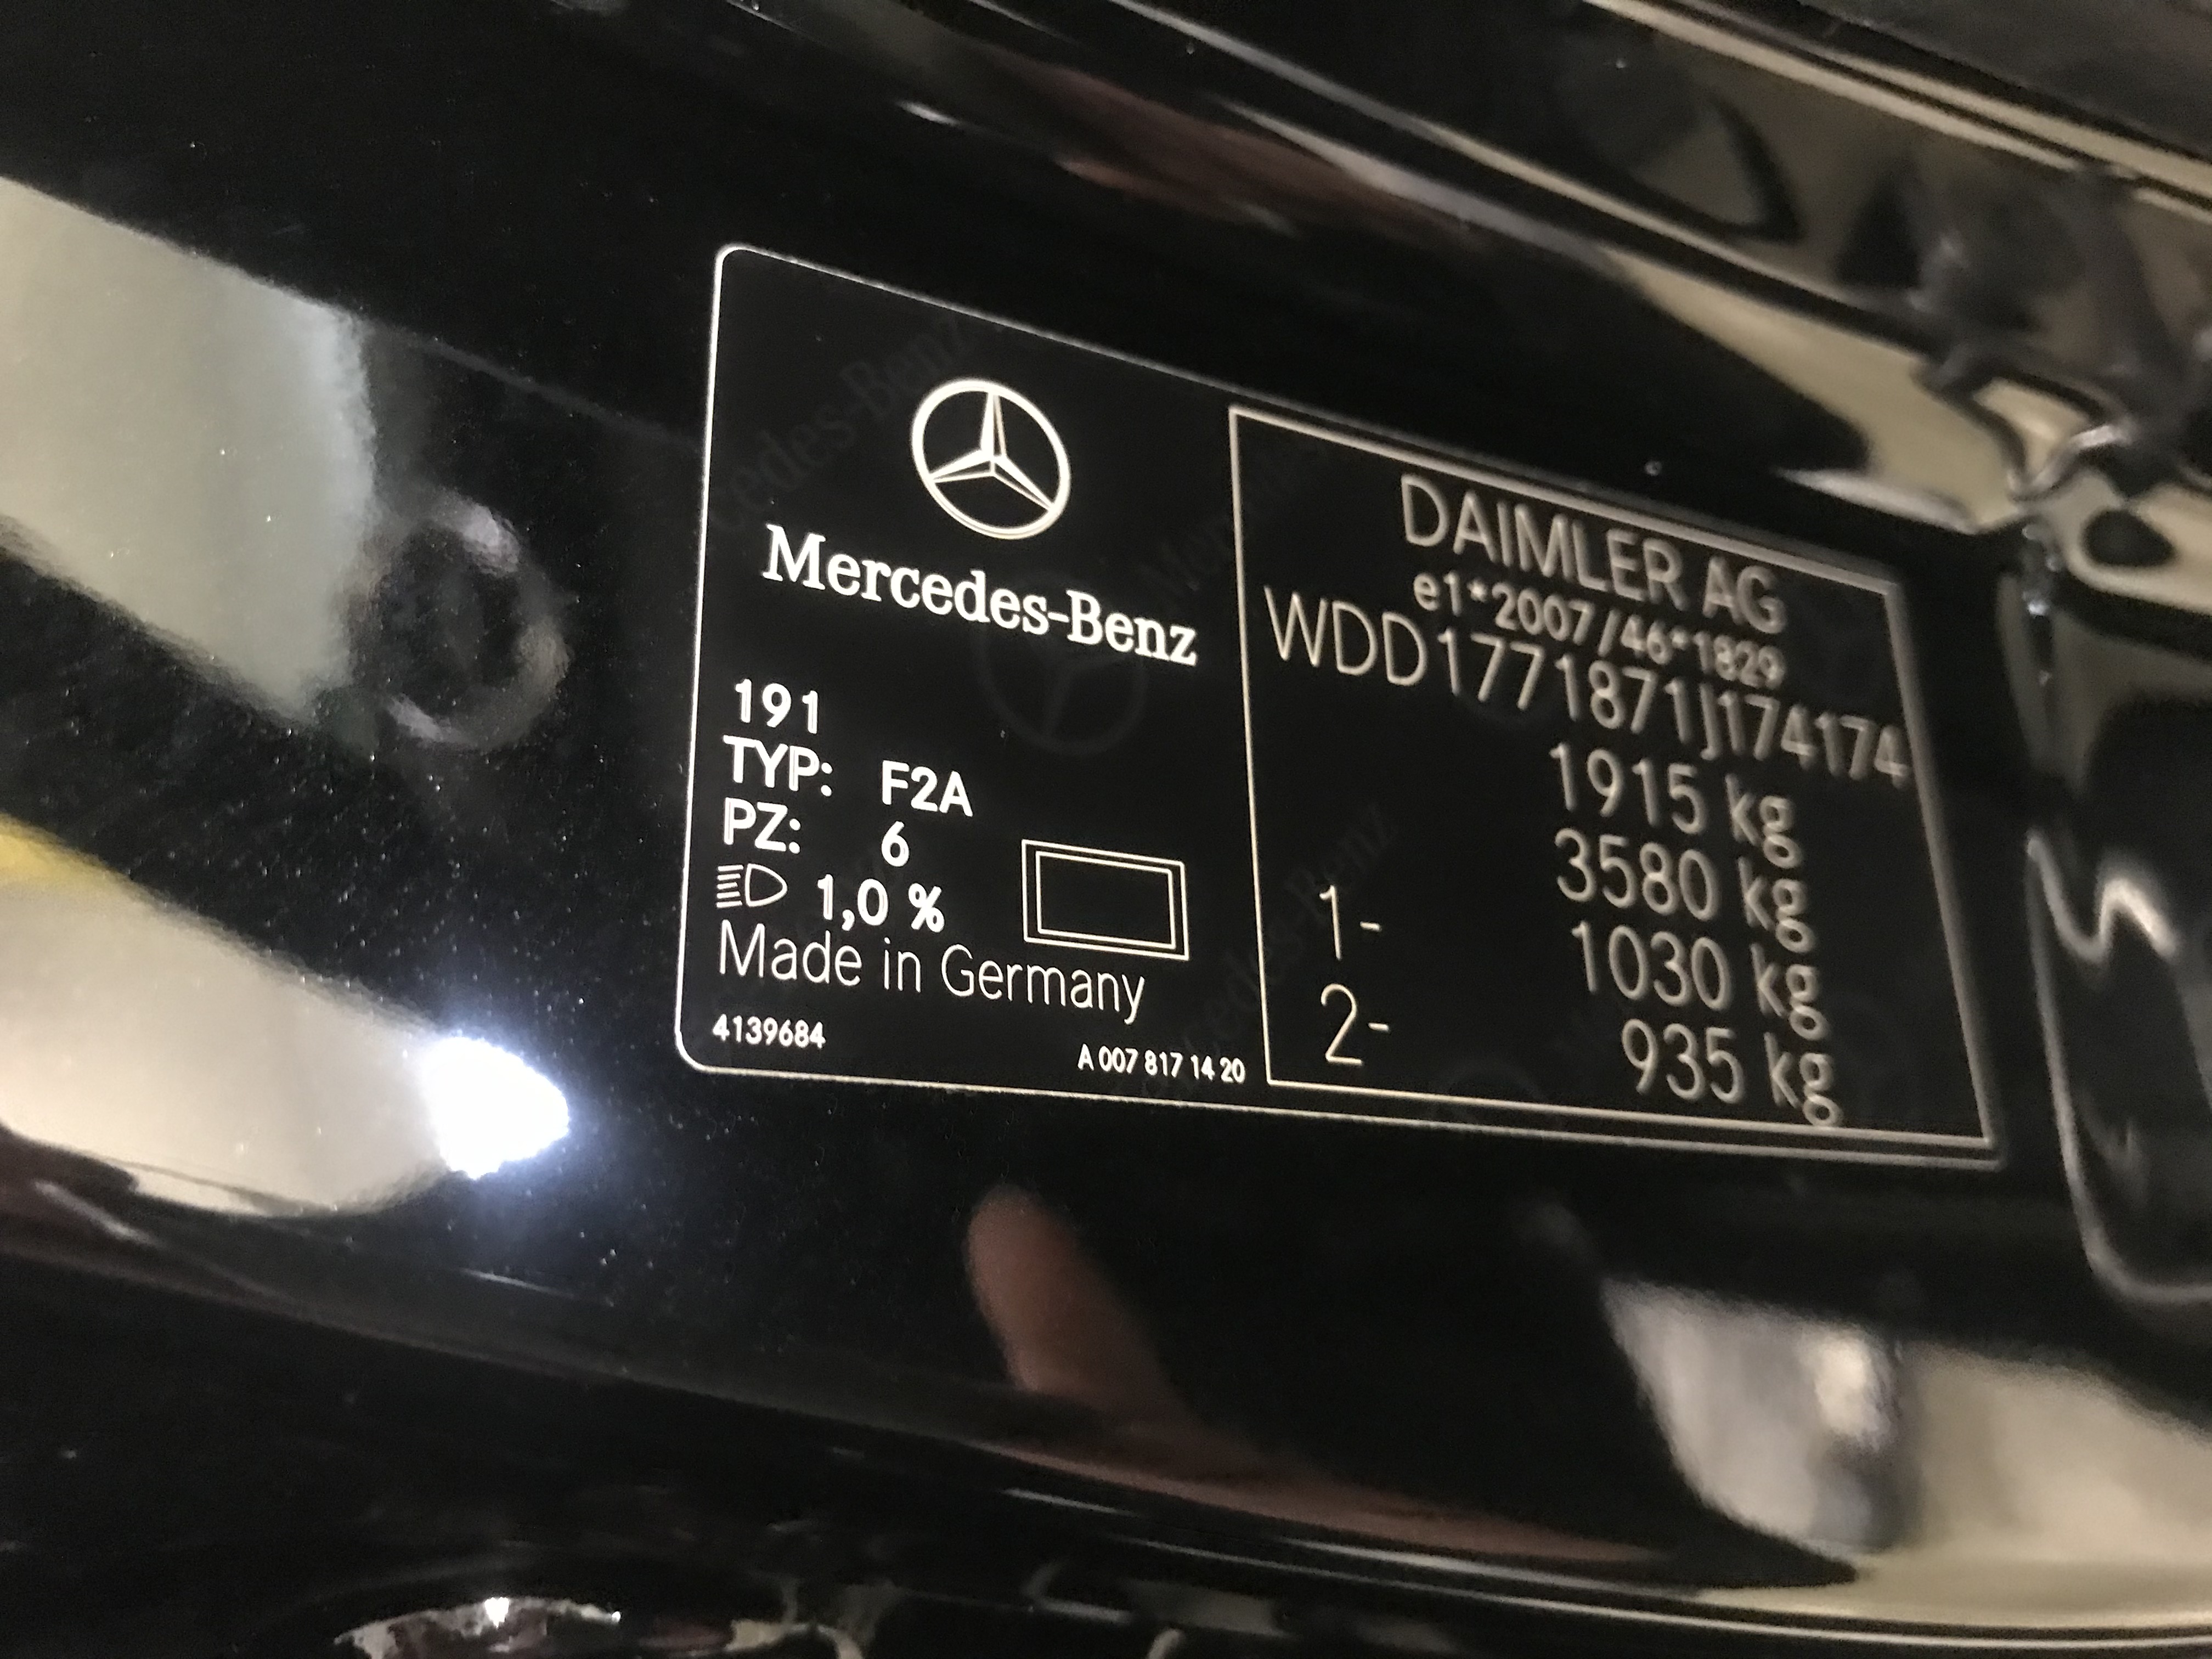 Mercedes-Benz
191
TYP: F2A
PZ: 6
1,0 %
Made in Germany
4139684
A 007 817 14 20
DAIMLER AG
e1*2007/46*1829
WDD1771871J174174
1915 kg
3580 kg
1- 1030 kg
2- 935 kg